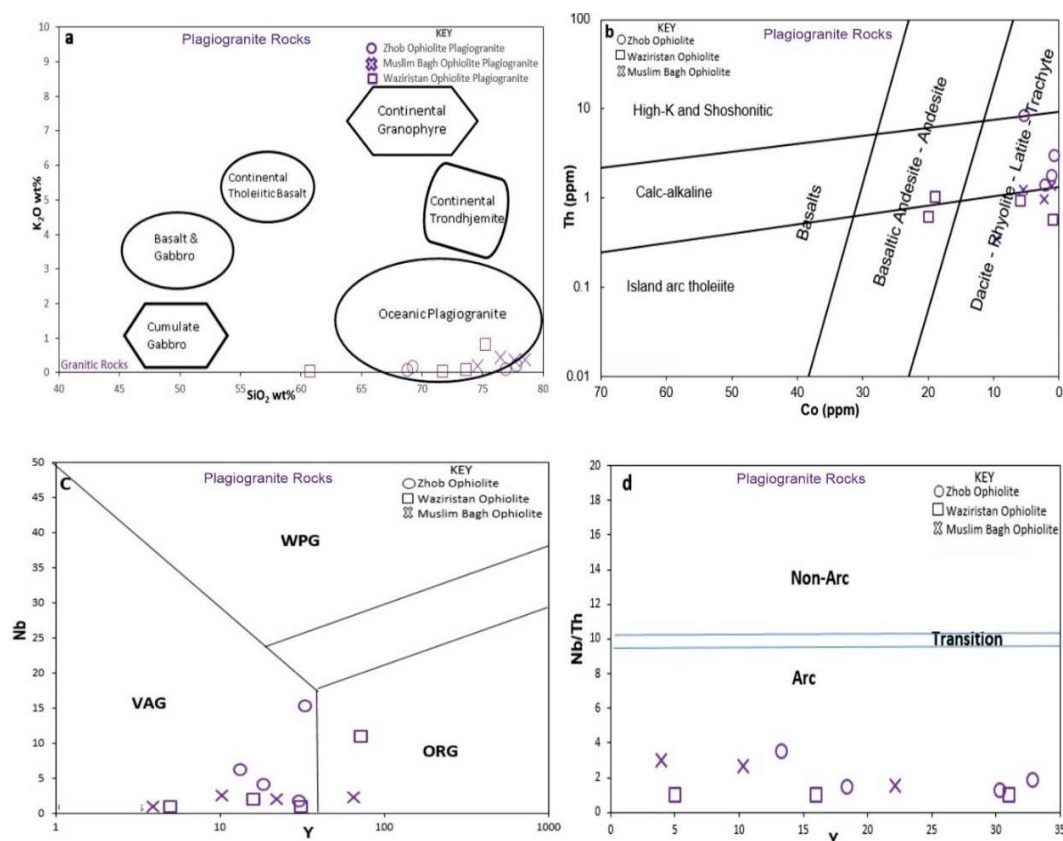 a
Plagiogranite Rocks
KEY
Zhob Ophiolite Plagiogranite
Muslim Bagh Ophiolite Plagiogranite
Waziristan Ophiolite Plagiogranite
Continental
Granophyre
Continental
Tholeiitic Basalt
Continental
Trondhjemite
Basalt &
Gabbro
Cumulate
Gabbro
Oceanic Plagiogranite
Granitic Rocks
K2O wt%
10
9
8
7
6
5
4
3
2
1
0
40 45 50 55 60 65 70 75 80
SiO2 wt%
b
Plagiogranite Rocks
KEY
Zhob Ophiolite
Waziristan Ophiolite
Muslim Bagh Ophiolite
High-K and Shoshonitic
Calc-alkaline
Island arc tholeiite
Basalts
Basaltic Andesite - Andesite
Dacite - Rhyolite - Latite - Trachyte
Th (ppm)
100
10
1
0.1
0.01
70 60 50 40 30 20 10 0
Co (ppm)
C
Plagiogranite Rocks
KEY
Zhob Ophiolite
Waziristan Ophiolite
Muslim Bagh Ophiolite
WPG
VAG
ORG
Nb
50
45
40
35
30
25
20
15
10
5
0
1 10 100 1000
Y
d
Plagiogranite Rocks
KEY
Zhob Ophiolite
Waziristan Ophiolite
Muslim Bagh Ophiolite
Non-Arc
Transition
Arc
Nb/Th
20
18
16
14
12
10
8
6
4
2
0
0 5 10 15 20 25 30 35
Y